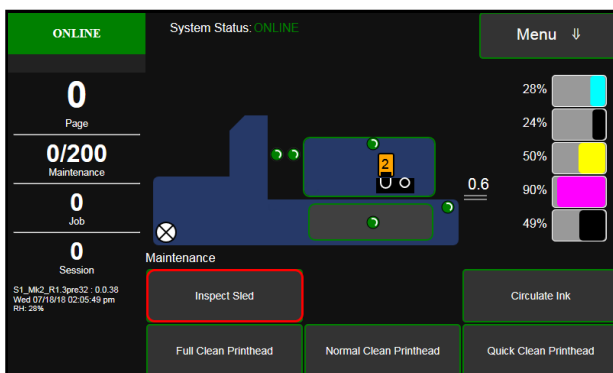 ONLINE
System Status: ONLINE
Menu ⇓
0
Page
0/200
Maintenance
0
Job
0
Session
S1_Mk2_R1.3pre32 : 0.0.38
Wed 07/18/18 02:05:49 pm
RH: 28%
2
0.6
28%
24%
50%
90%
49%
Maintenance
Inspect Sled
Circulate Ink
Full Clean Printhead
Normal Clean Printhead
Quick Clean Printhead